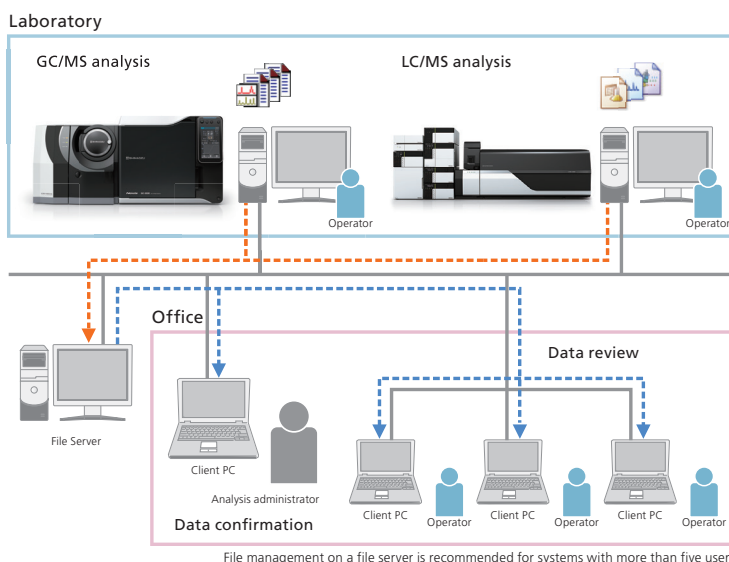 Laboratory
GC/MS analysis
LC/MS analysis
Operator
Operator
Office
Data review
File Server
Client PC
Analysis administrator
Data confirmation
Client PC
Operator
Client PC
Operator
Client PC
Operator
File management on a file server is recommended for systems with more than five user